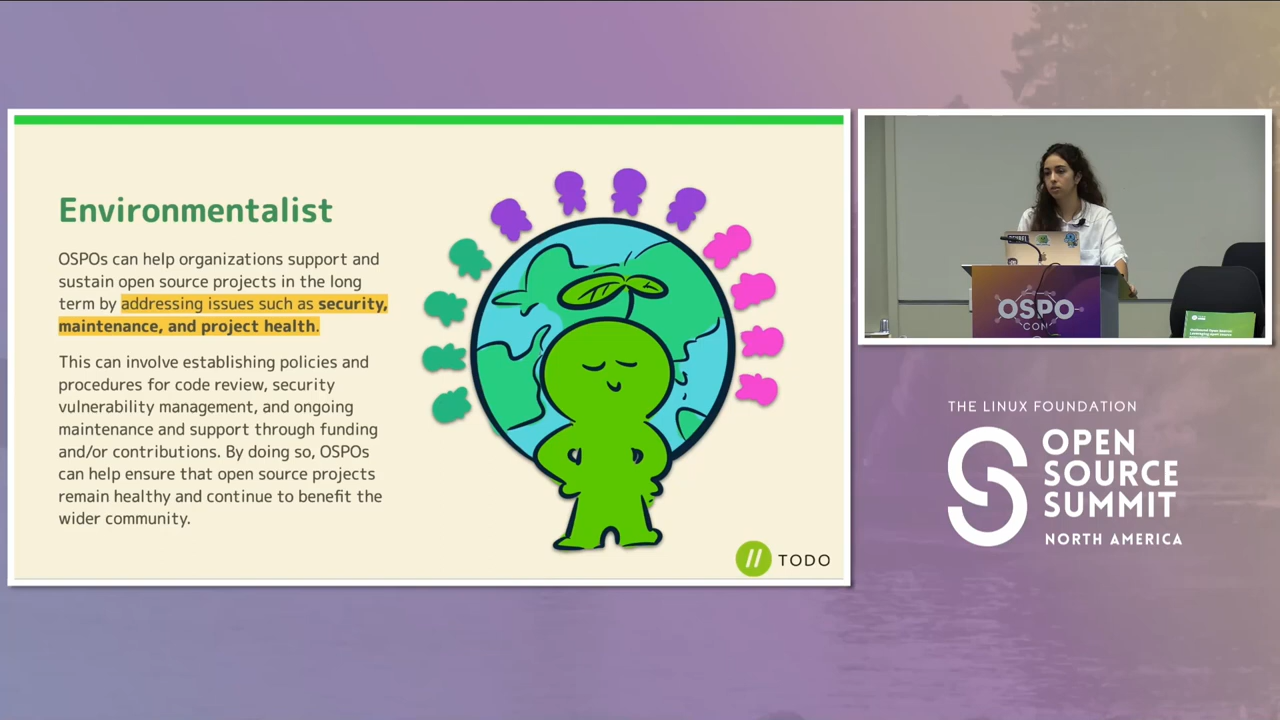 Environmentalist
OSPOs can help organizations support and
sustain open source projects in the long
term by addressing issues such as security,
maintenance, and project health.
This can involve establishing policies and
procedures for code review, security
vulnerability management, and ongoing
maintenance and support through funding
and/or contributions. By doing so, OSPOs
can help ensure that open source projects
remain healthy and continue to benefit the
wider community.
// TODO
OSPO
CON
THE LINUX FOUNDATION
OPEN
SOURCE
SUMMIT
NORTH AMERICA